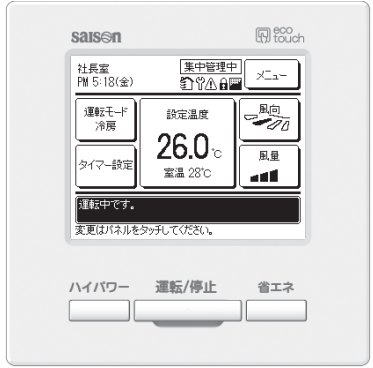 saison
eco
touch
社長室
PM 5:18(金)
集中管理中
メニュー
運転モード
冷房
設定温度
26.0℃
室温 28℃
風向
タイマー設定
風量
運転中です。
変更はパネルをタッチしてください。
ハイパワー
運転/停止
省エネ